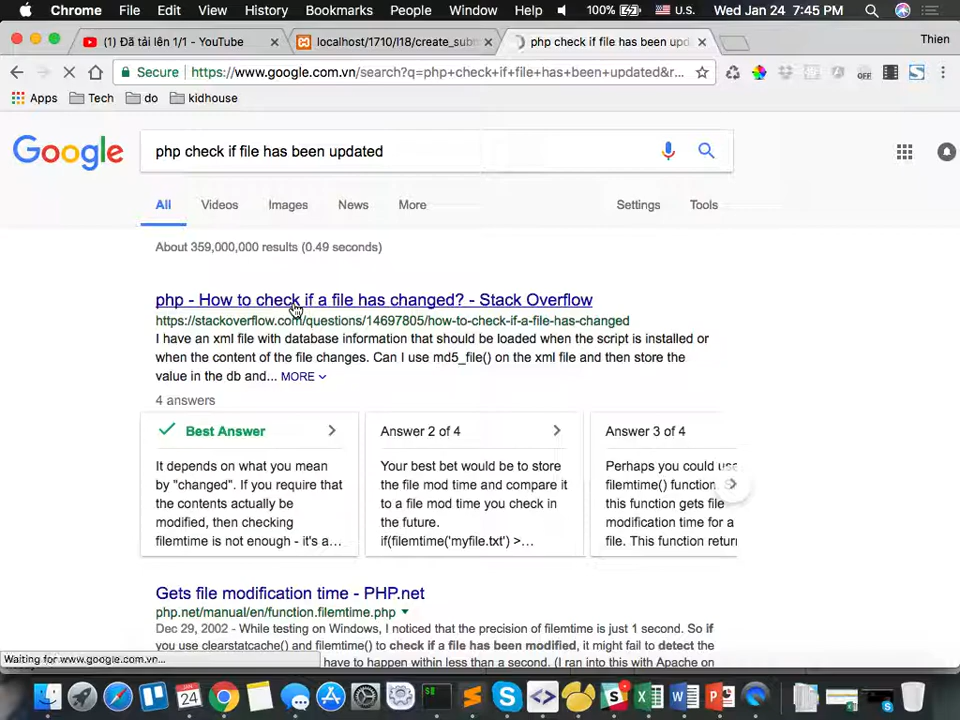 Chrome File Edit View History Bookmarks People Window Help 100% U.S. Wed Jan 24 7:45 PM
(1) Đã tải lên 1/1 - YouTube
localhost/1710/l18/create_subm
php check if file has been upd
Thien
Secure https://www.google.com.vn/search?q=php+check+if+file+has+been+updated&r...
OFF
S
Apps Tech do kidhouse
Google
php check if file has been updated
All Videos Images News More Settings Tools
About 359,000,000 results (0.49 seconds)
php - How to check if a file has changed? - Stack Overflow
https://stackoverflow.com/questions/14697805/how-to-check-if-a-file-has-changed
I have an xml file with database information that should be loaded when the script is installed or
when the content of the file changes. Can I use md5_file() on the xml file and then store the
value in the db and... MORE
4 answers
Best Answer
It depends on what you mean
by "changed". If you require that
the contents actually be
modified, then checking
filemtime is not enough - it's a...
Answer 2 of 4
Your best bet would be to store
the file mod time and compare it
to a file mod time you check in
the future.
if(filemtime('myfile.txt') >...
Answer 3 of 4
Perhaps you could use
filemtime() function.
this function gets file
modification time for a
file. This function return
Gets file modification time - PHP.net
php.net/manual/en/function.filemtime.php
Dec 29, 2002 - While testing on Windows, I noticed that the precision of filemtime is just 1 second. So if
you use clearstatcache() and filemtime() to check if a file has been modified, it might fail to detect the
have to happen within less than a second. (I ran into this with Apache on
Waiting for www.google.com.vn...
JAN
24